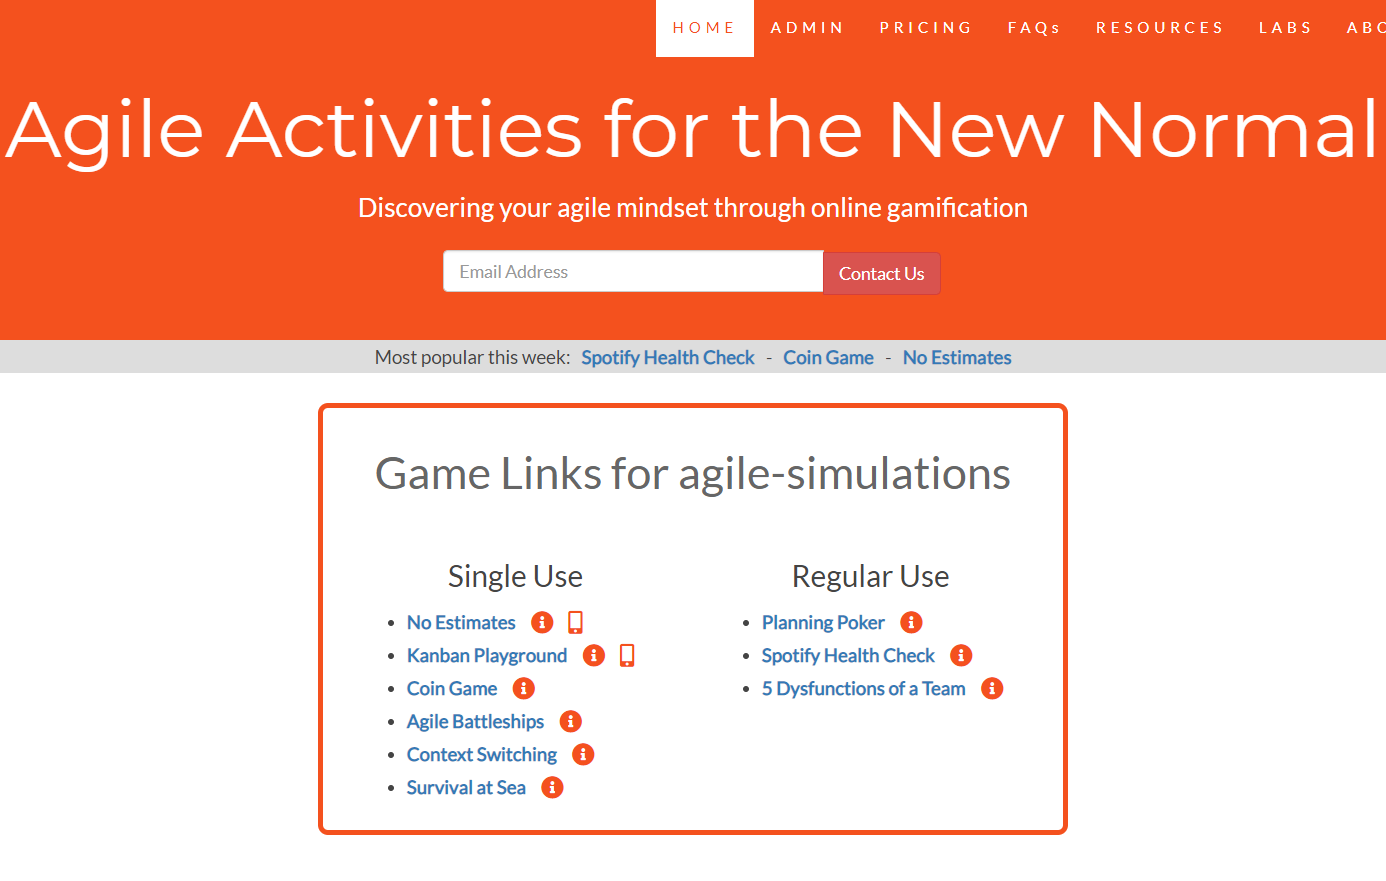 HOME ADMIN PRICING FAQs RESOURCES LABS
Agile Activities for the New Normal
Discovering your agile mindset through online gamification
Email Address Contact Us
Most popular this week: Spotify Health Check - Coin Game - No Estimates
Game Links for agile-simulations
Single Use
No Estimates
Kanban Playground
Coin Game
Agile Battleships
Context Switching
Survival at Sea
Regular Use
Planning Poker
Spotify Health Check
5 Dysfunctions of a Team